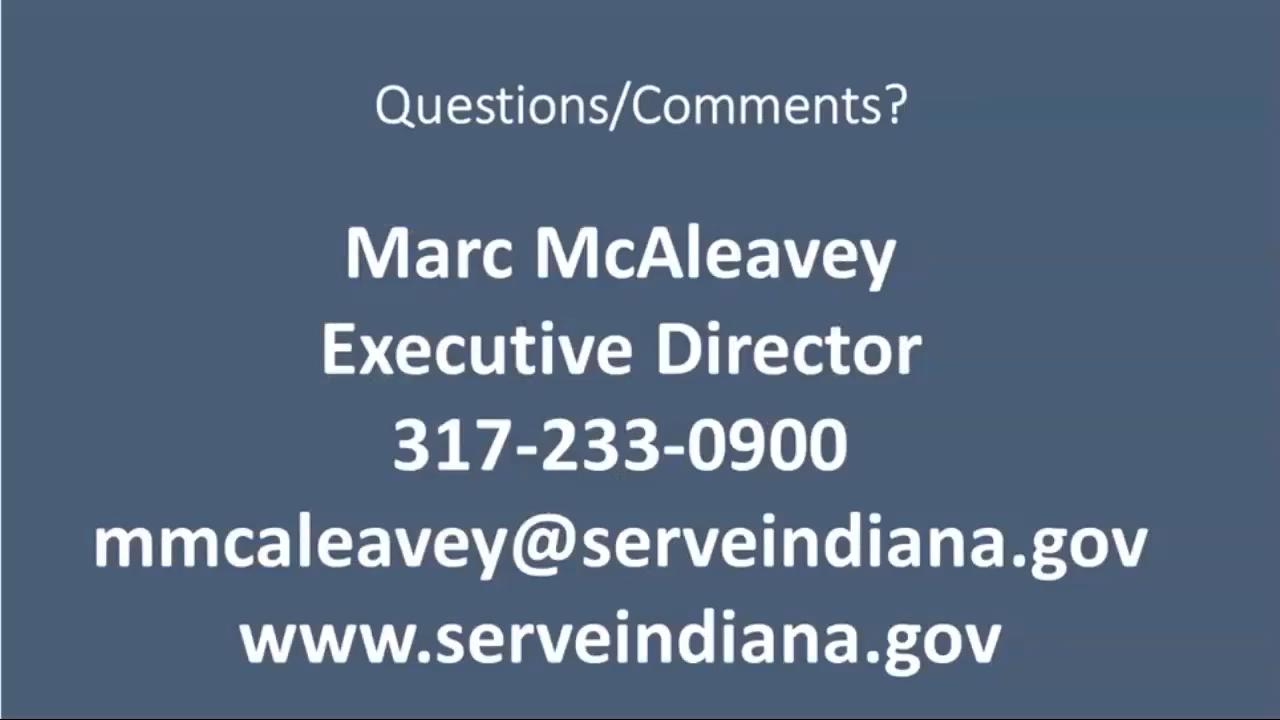 Questions/Comments?
Marc McAleavey
Executive Director
317-233-0900
mmcaleavey@serveindiana.gov
www.serveindiana.gov